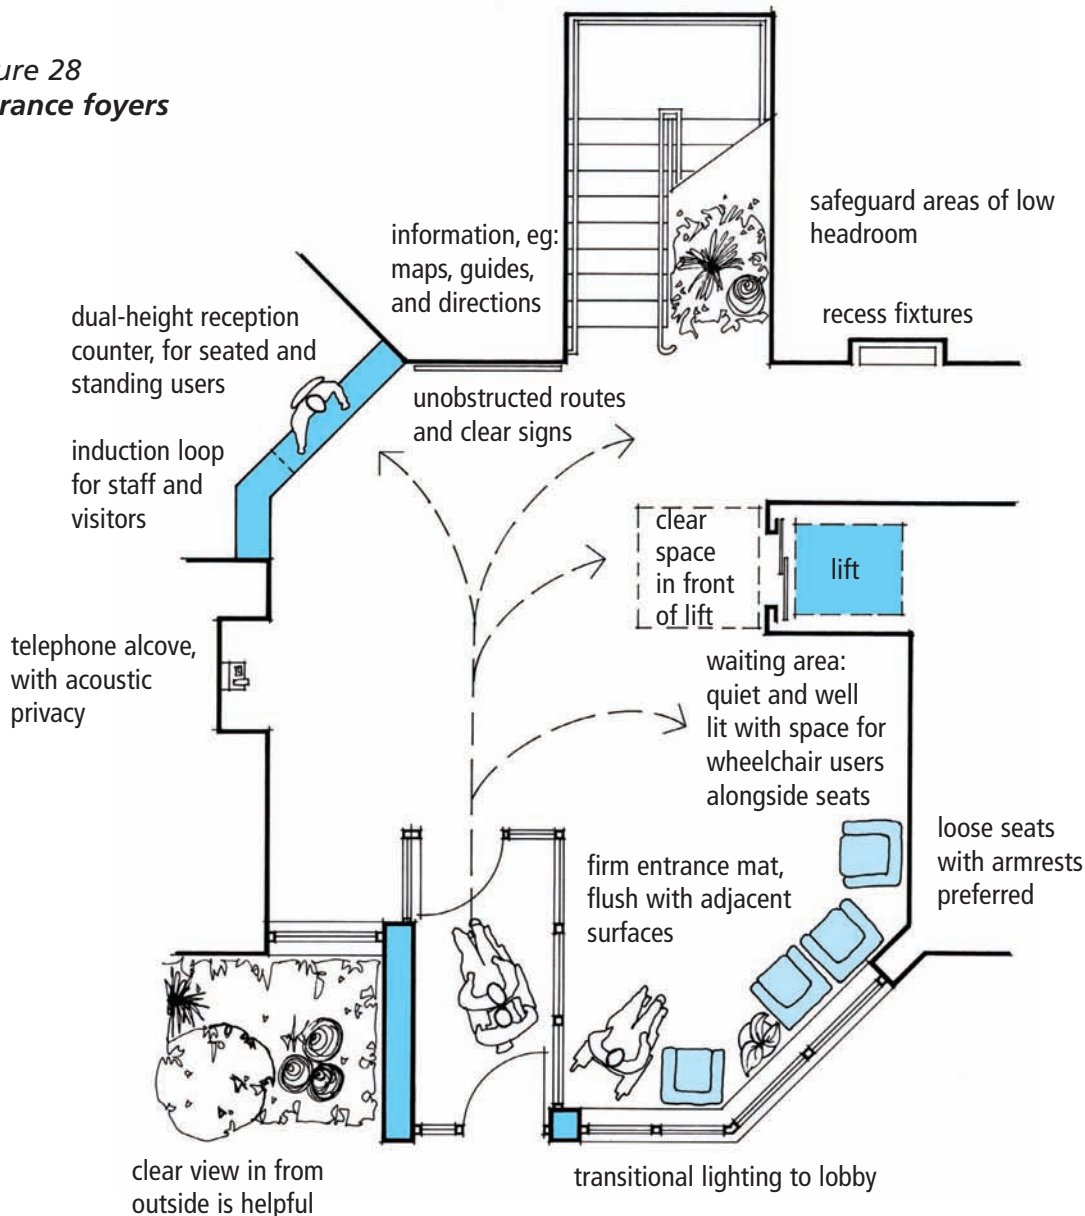 ure 28
rance foyers
information, eg:
maps, guides,
and directions
safeguard areas of low
headroom
recess fixtures
dual-height reception
counter, for seated and
standing users
unobstructed routes
and clear signs
induction loop
for staff and
visitors
clear
space
in front
of lift
lift
telephone alcove,
with acoustic
privacy
waiting area:
quiet and well
lit with space for
wheelchair users
alongside seats
loose seats
with armrests
preferred
firm entrance mat,
flush with adjacent
surfaces
clear view in from
outside is helpful
transitional lighting to lobby